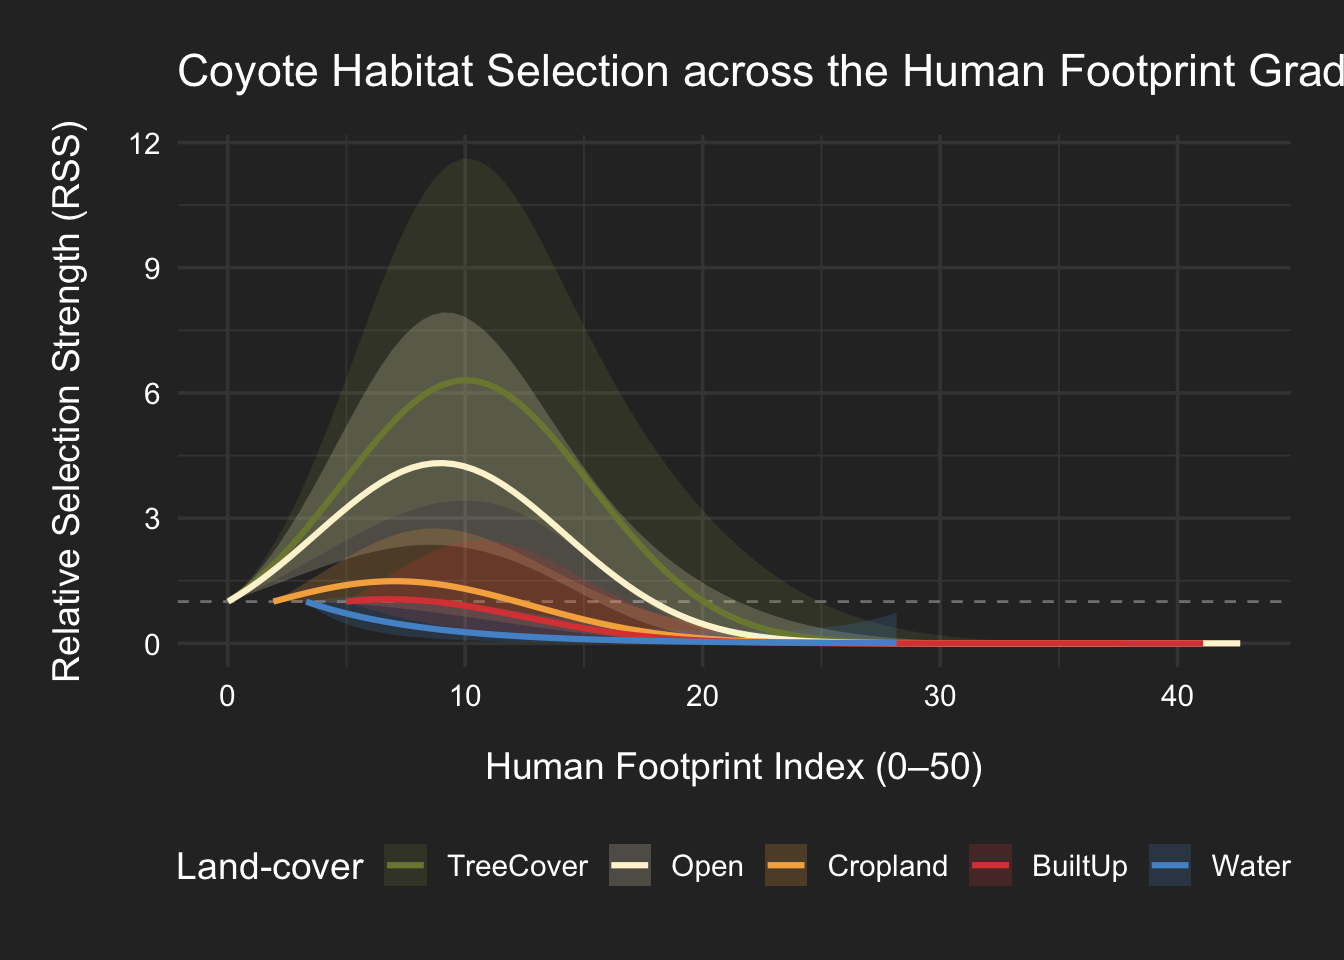 Coyote Habitat Selection across the Human Footprint Grad
Relative Selection Strength (RSS)
12
9
6
3
0
0 10 20 30 40
Human Footprint Index (0–50)
Land-cover TreeCover Open Cropland BuiltUp Water